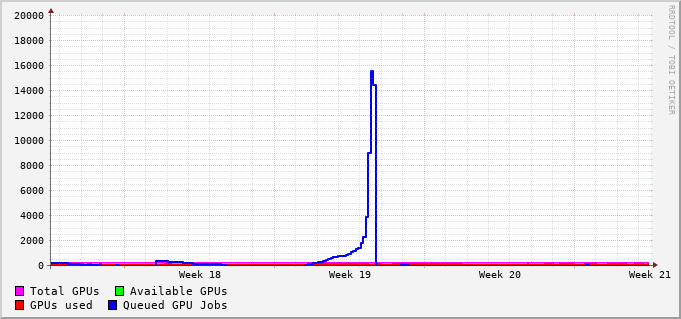 20000
18000
16000
14000
12000
10000
8000
6000
4000
2000
0
Week 18 Week 19 Week 20 Week 21
Total GPUs Available GPUs
GPUs used Queued GPU Jobs
RRDTOOL / TOBI OETIKER